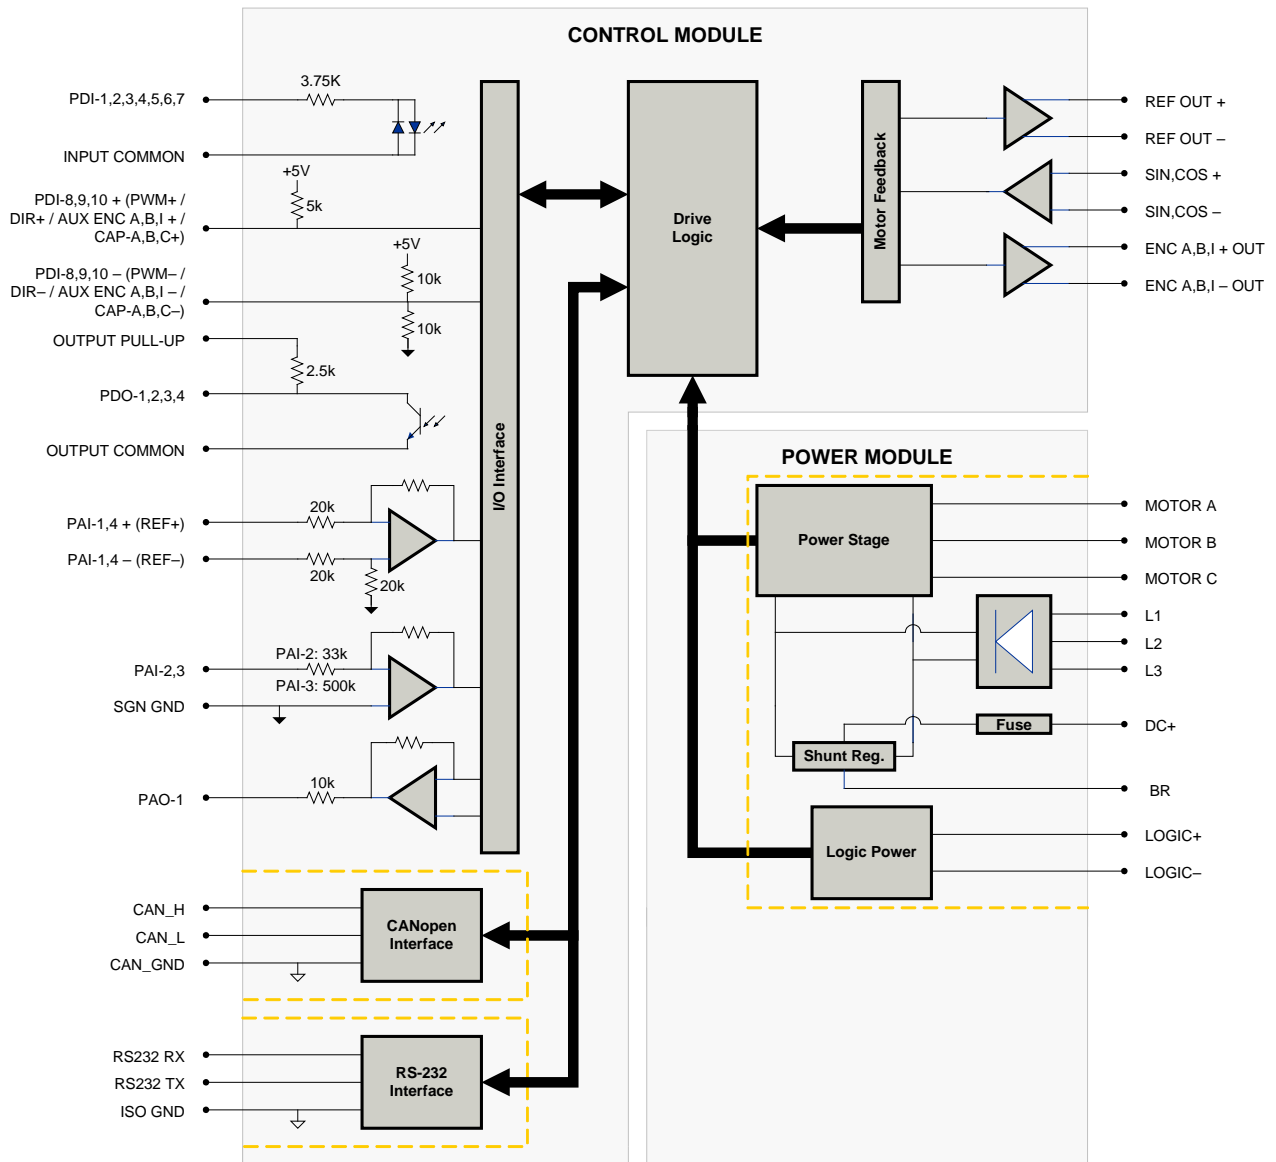 CONTROL MODULE
3.75K
PDI-1,2,3,4,5,6,7
INPUT COMMON
+5V
PDI-8,9,10 + (PWM+ /
DIR+ / AUX ENC A,B,I + /
CAP-A,B,C+)
5k
+5V
PDI-8,9,10 – (PWM– /
DIR– / AUX ENC A,B,I – /
CAP-A,B,C–)
10k
10k
OUTPUT PULL-UP
2.5k
PDO-1,2,3,4
OUTPUT COMMON
20k
PAI-1,4 + (REF+)
PAI-1,4 – (REF–)
20k
20k
PAI-2: 33k
PAI-2,3
PAI-3: 500k
SGN GND
10k
PAO-1
I/O Interface
Drive
Logic
Motor Feedback
REF OUT +
REF OUT –
SIN,COS +
SIN,COS –
ENC A,B,I + OUT
ENC A,B,I – OUT
POWER MODULE
Power Stage
MOTOR A
MOTOR B
MOTOR C
L1
L2
L3
Fuse
DC+
Shunt Reg.
BR
Logic Power
LOGIC+
LOGIC–
CAN_H
CAN_L
CAN_GND
CANopen
Interface
RS232 RX
RS232 TX
ISO GND
RS-232
Interface